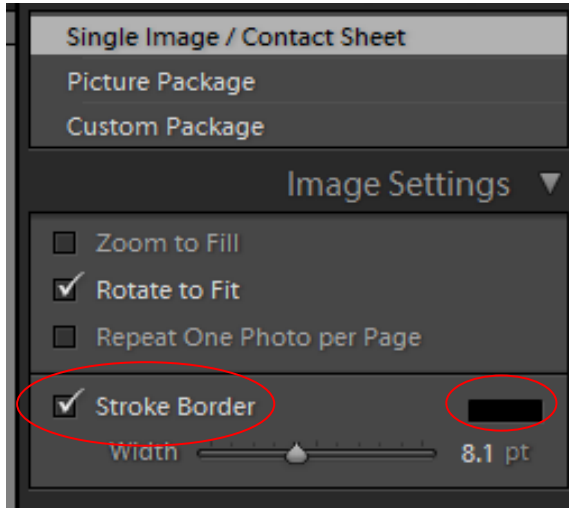 Single Image / Contact Sheet
Picture Package
Custom Package
Image Settings ▼
Zoom to Fill
Rotate to Fit
Repeat One Photo per Page
Stroke Border
Width 8.1 pt